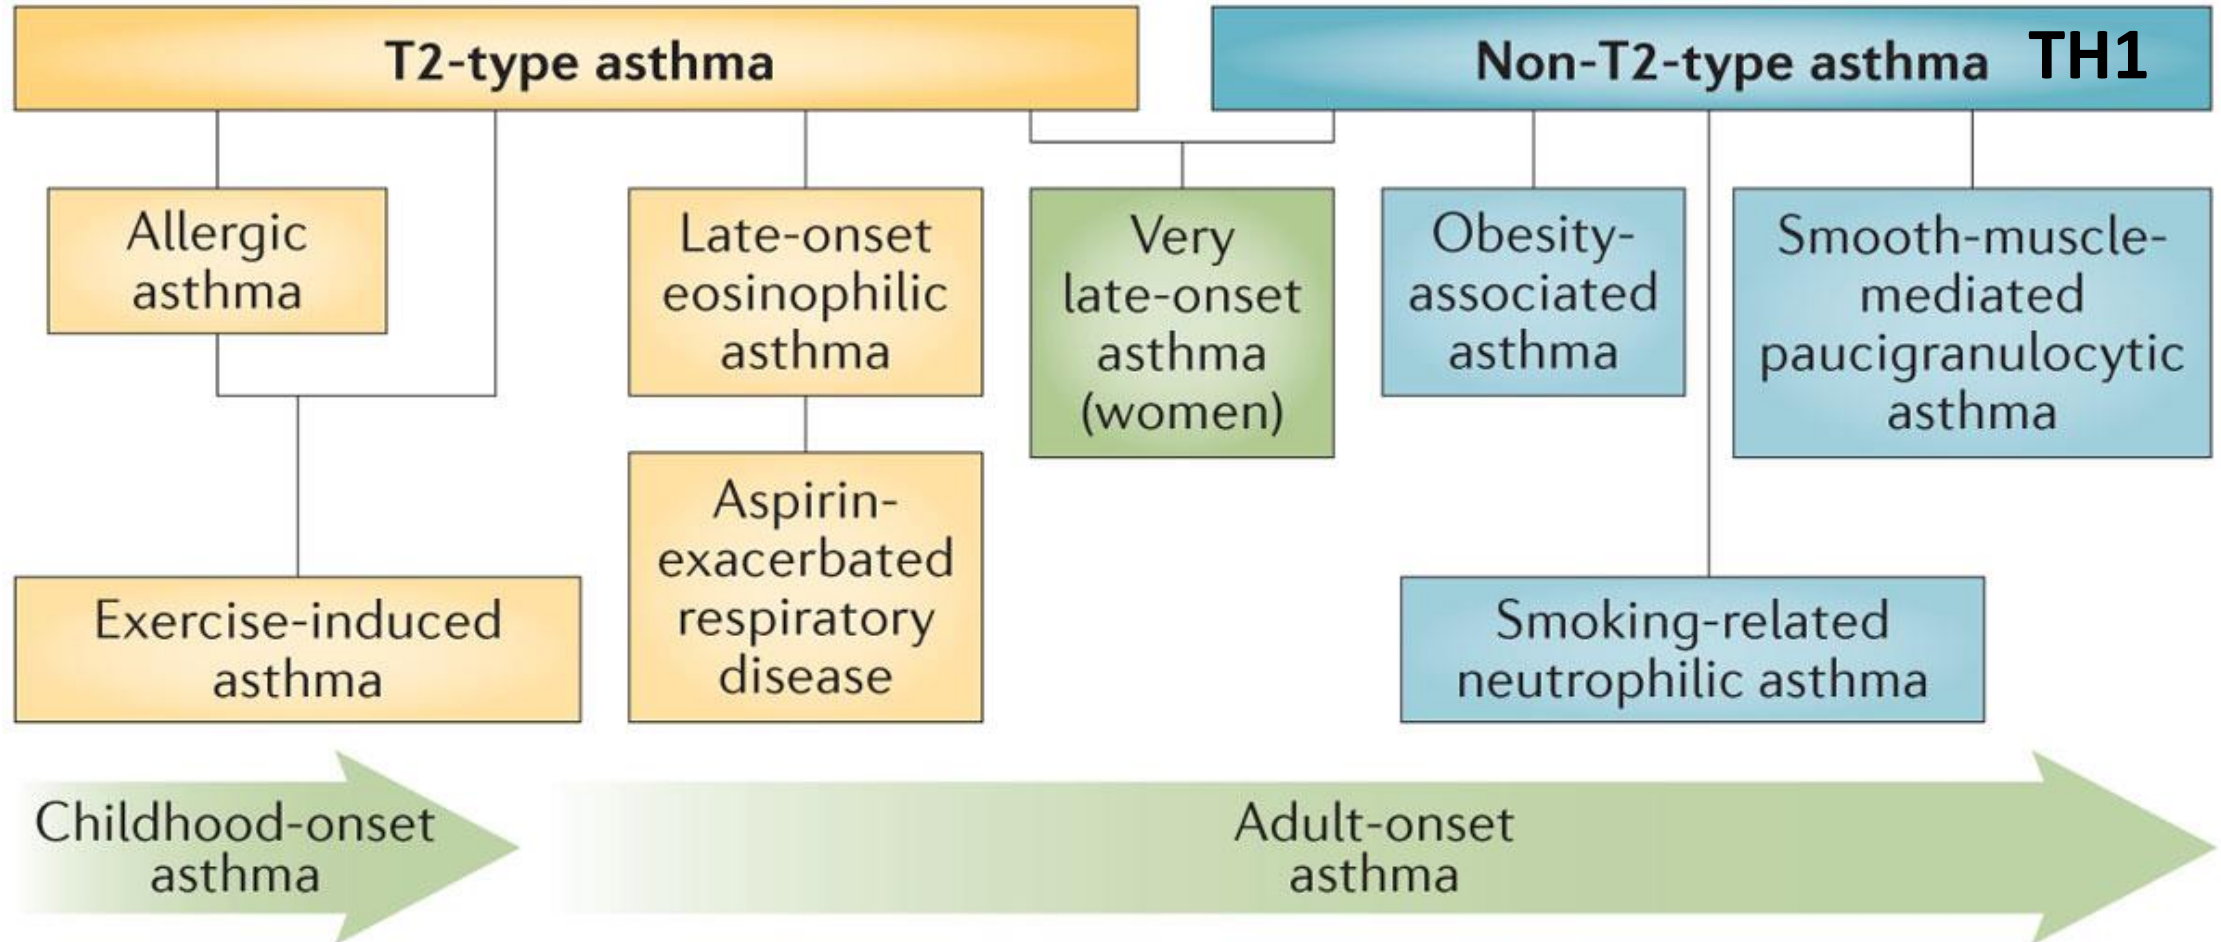 T2-type asthma
Non-T2-type asthma TH1
Allergic
asthma
Late-onset
eosinophilic
asthma
Very
late-onset
asthma
(women)
Obesity-
associated
asthma
Smooth-muscle-
mediated
paucigranulocytic
asthma
Aspirin-
exacerbated
respiratory
disease
Exercise-induced
asthma
Smoking-related
neutrophilic asthma
Childhood-onset
asthma
Adult-onset
asthma